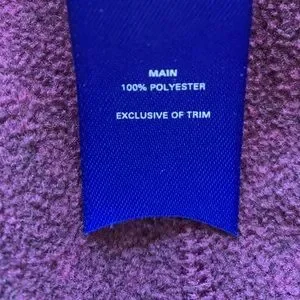 MAIN
100% POLYESTER
EXCLUSIVE OF TRIM